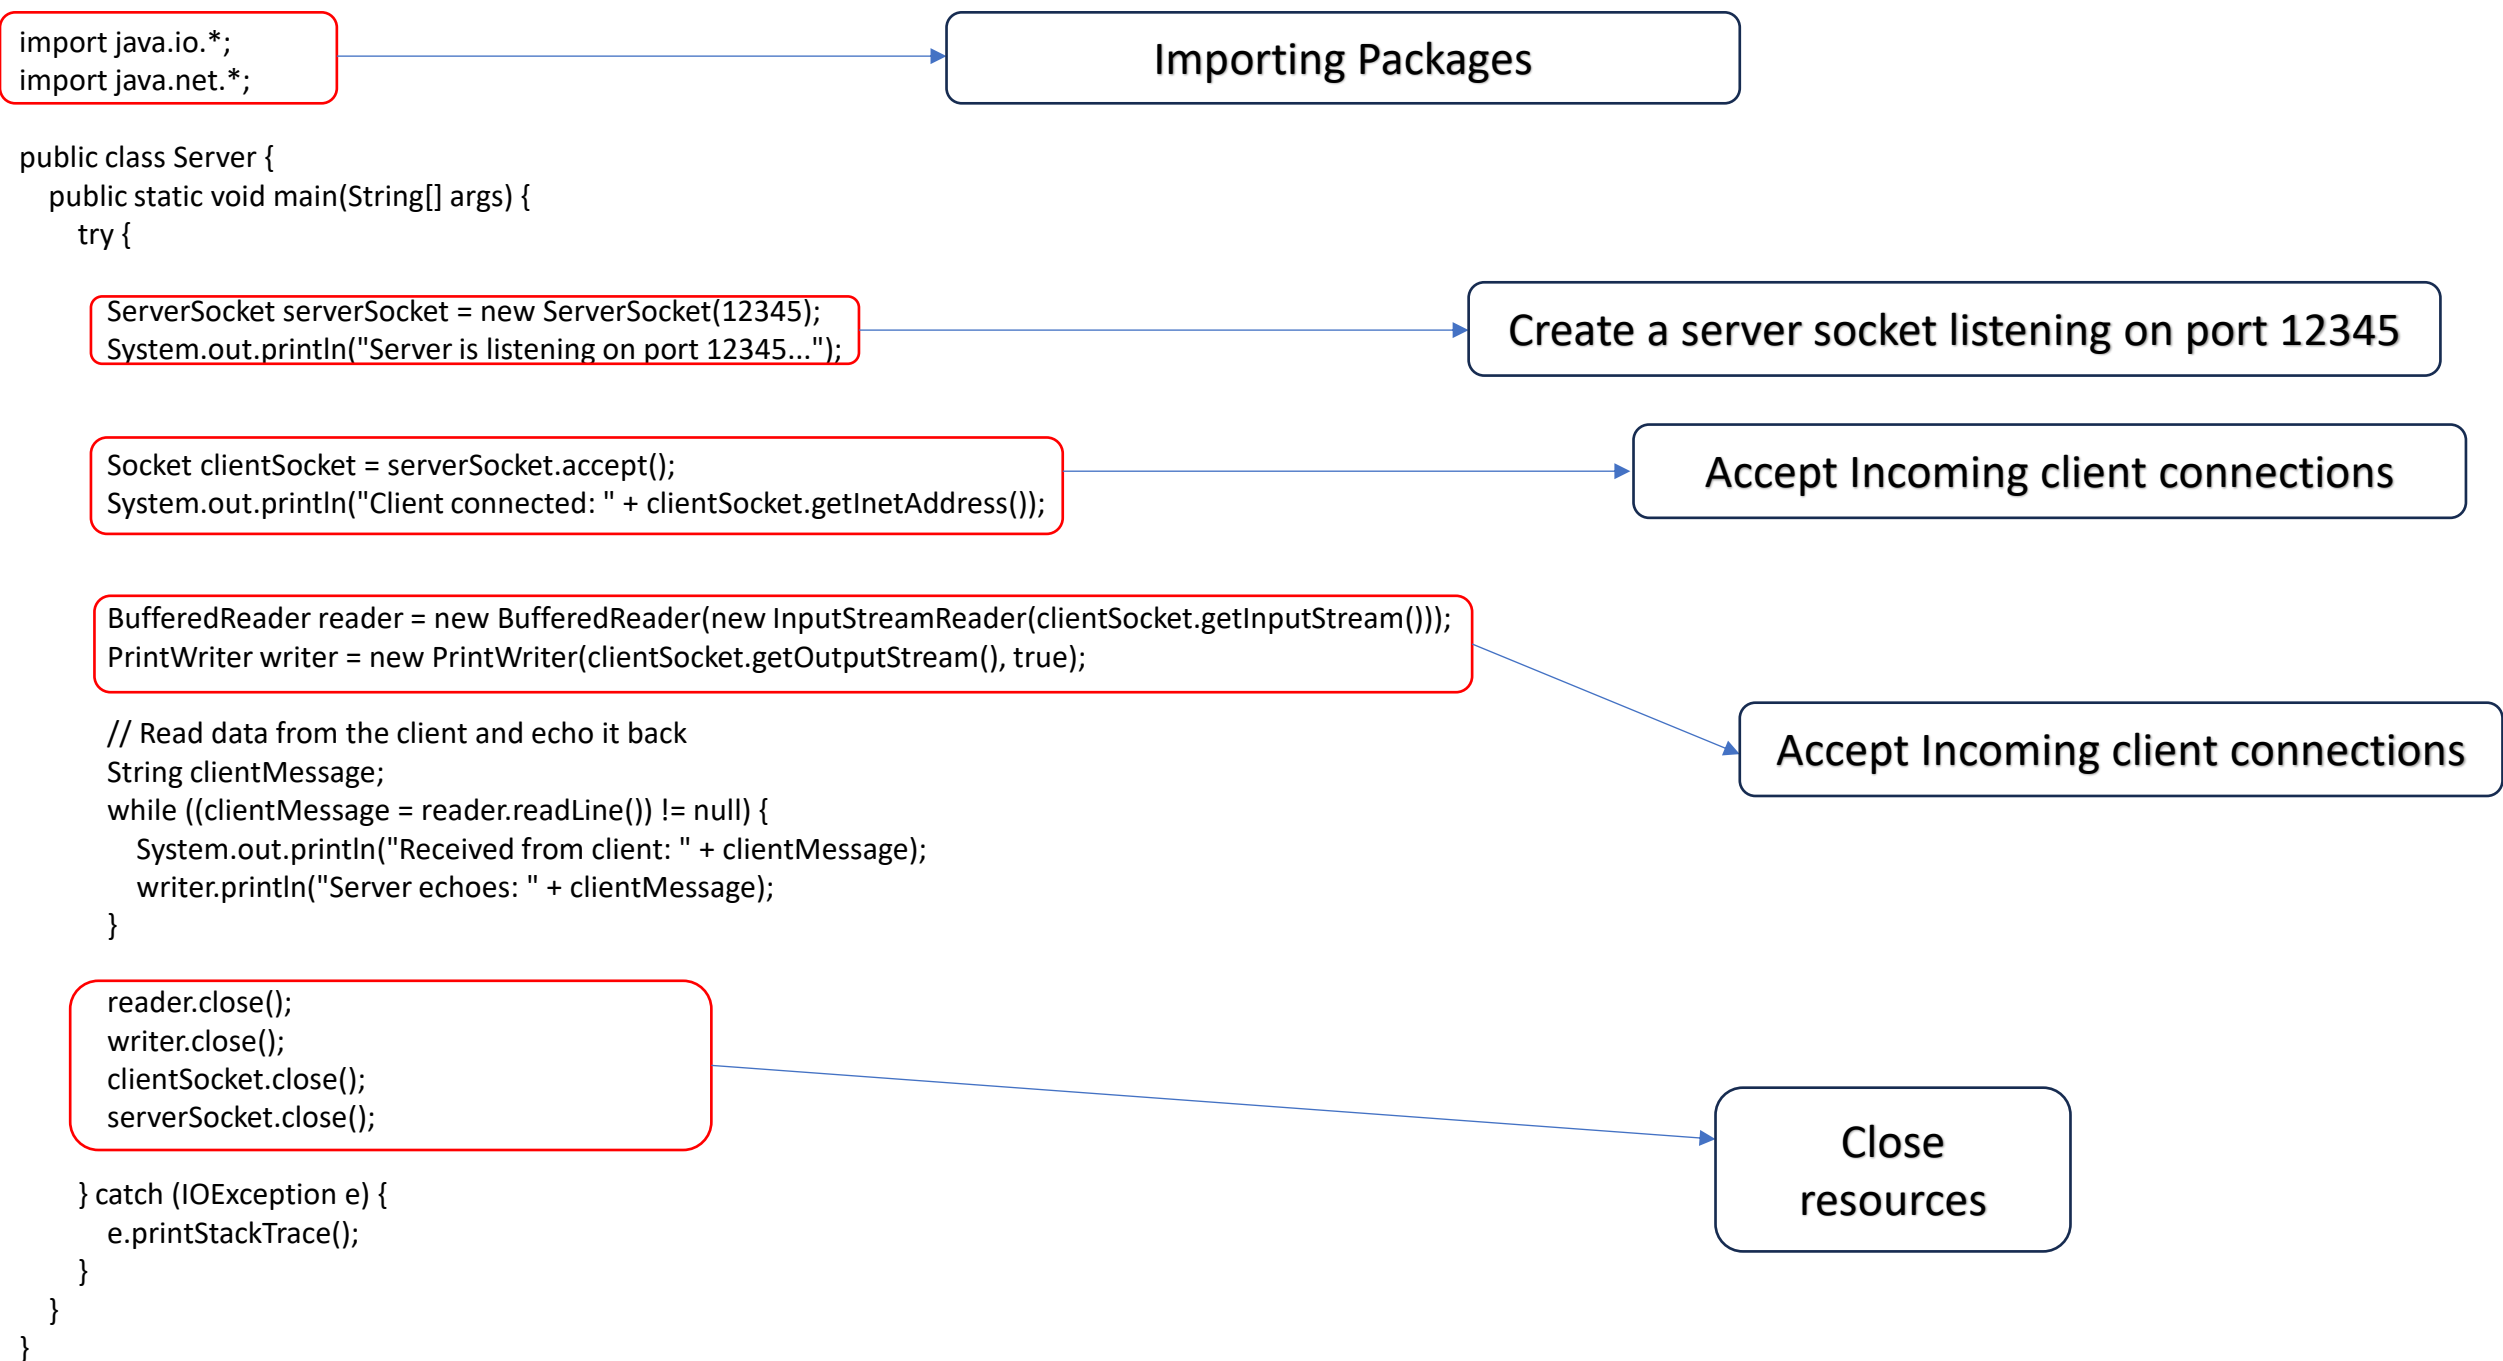 import java.io.*;
import java.net.*;
Importing Packages
public class Server {
public static void main(String[] args) {
try {
ServerSocket serverSocket = new ServerSocket(12345);
System.out.println("Server is listening on port 12345...");
Create a server socket listening on port 12345
Socket clientSocket = serverSocket.accept();
System.out.println("Client connected: " + clientSocket.getInetAddress());
Accept Incoming client connections
BufferedReader reader = new BufferedReader(new InputStreamReader(clientSocket.getInputStream()));
PrintWriter writer = new PrintWriter(clientSocket.getOutputStream(), true);
Accept Incoming client connections
// Read data from the client and echo it back
String clientMessage;
while ((clientMessage = reader.readLine()) != null) {
System.out.println("Received from client: " + clientMessage);
writer.println("Server echoes: " + clientMessage);
}
reader.close();
writer.close();
clientSocket.close();
serverSocket.close();
Close
resources
} catch (IOException e) {
e.printStackTrace();
}
}
}